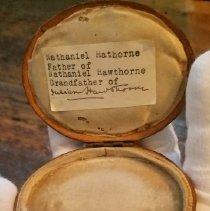 Nathaniel Hathorne
Father of
Nathaniel Hawthorne
Grandfather of
Julian Hawthorne